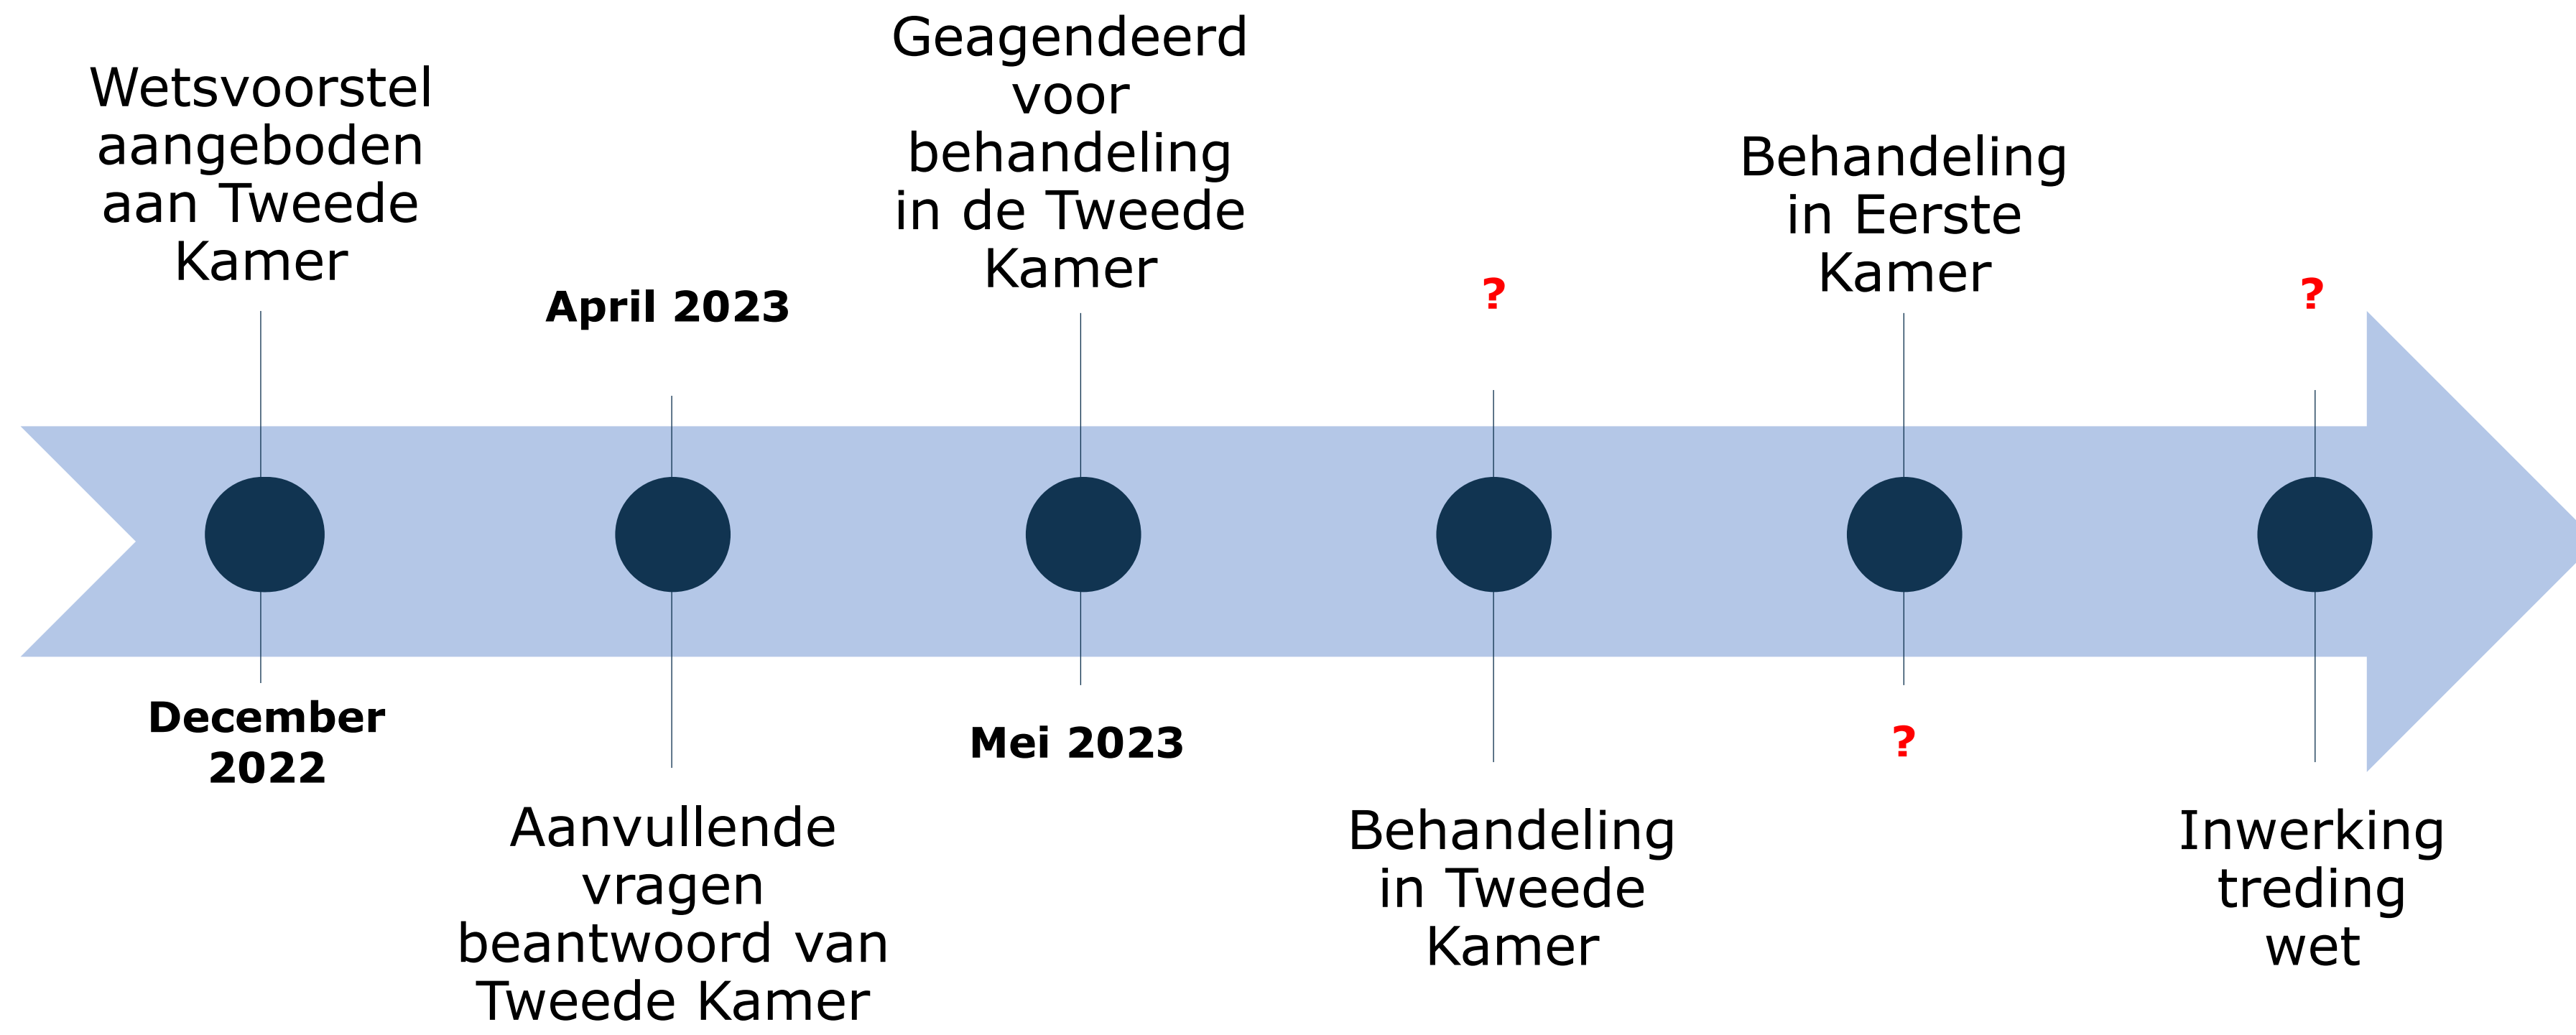 Wetsvoorstel
aangeboden
aan Tweede
Kamer
December
2022
April 2023
Aanvullende
vragen
beantwoord van
Tweede Kamer
Geagendeerd
voor
behandeling
in de Tweede
Kamer
Mei 2023
?
Behandeling
in Tweede
Kamer
Behandeling
in Eerste
Kamer
?
?
Inwerking
treding
wet